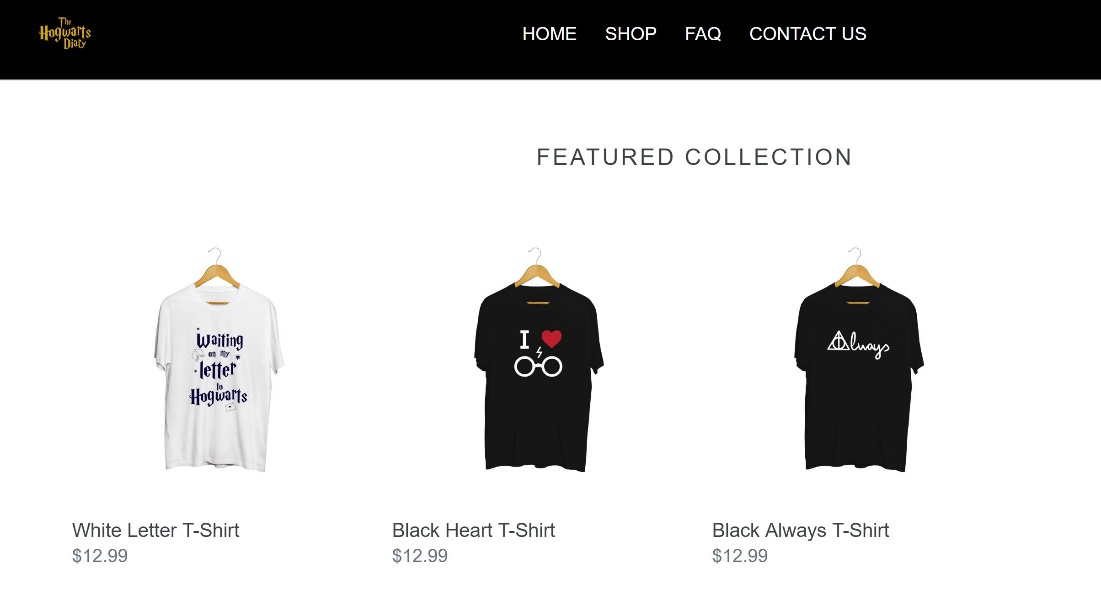 The
Hogwarts
Diary
HOME SHOP FAQ CONTACT US
FEATURED COLLECTION
Waiting
on my
letter
to
Hogwarts
I
Always
White Letter T-Shirt
$12.99
Black Heart T-Shirt
$12.99
Black Always T-Shirt
$12.99